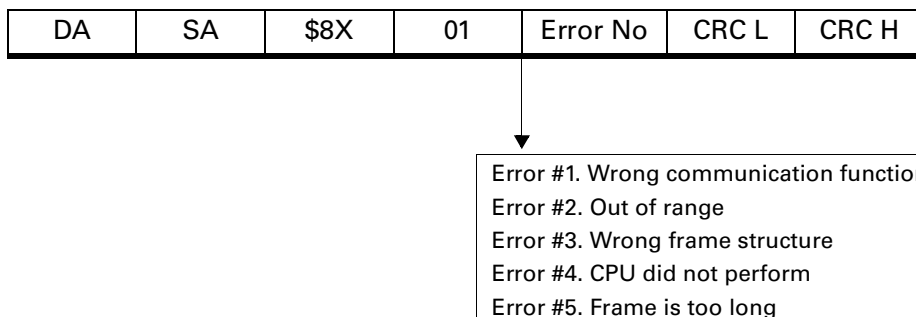 DA SA $8X 01 Error No CRC L CRC H
Error #1. Wrong communication
Error #2. Out of range
Error #3. Wrong frame structure
Error #4. CPU did not perform
Error #5. Frame is too long